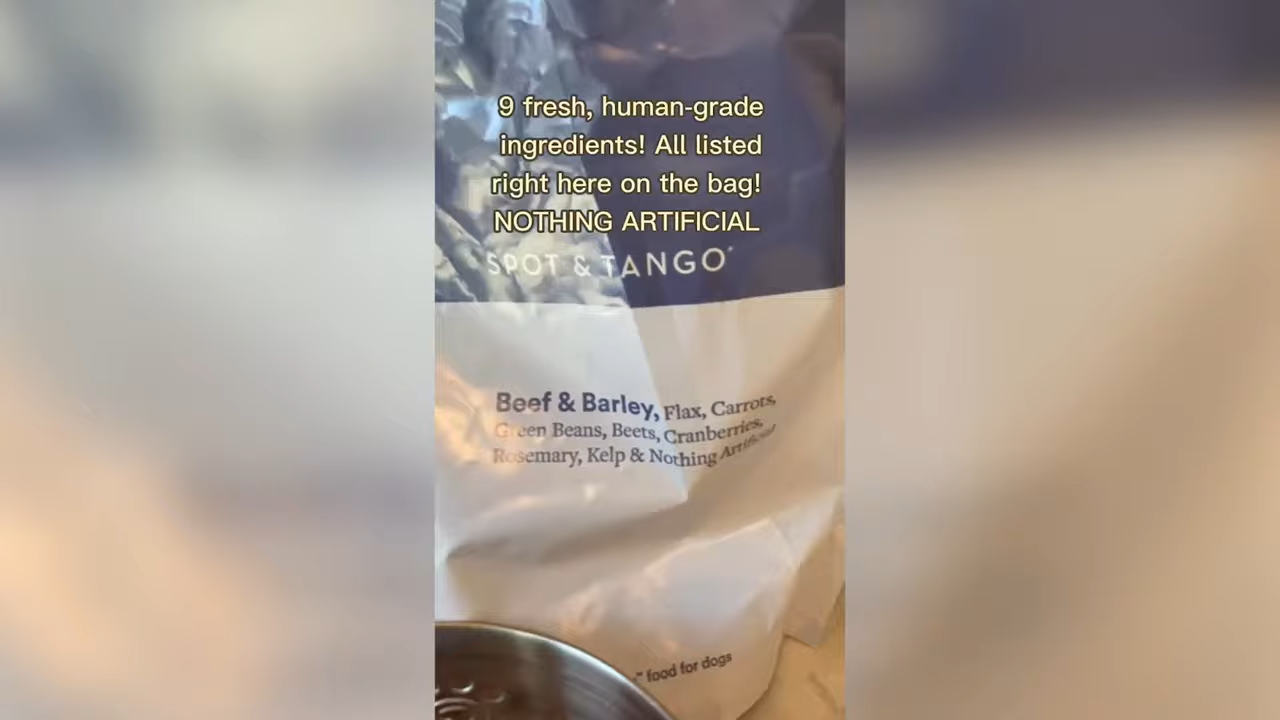 9 fresh, human-grade
ingredients! All listed
right here on the bag!
NOTHING ARTIFICIAL
SPOT & TANGO
Beef & Barley, Flax, Carrots,
Green Beans, Beets, Cranberries,
Rosemary, Kelp & Nothing Artificial
food for dogs